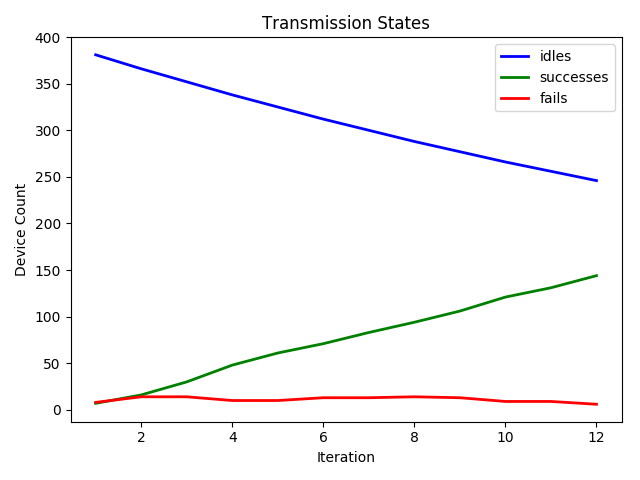 Transmission States
400
350
300
250
200
150
100
50
0
Device Count
idles
successes
fails
2 4 6 8 10 12
Iteration